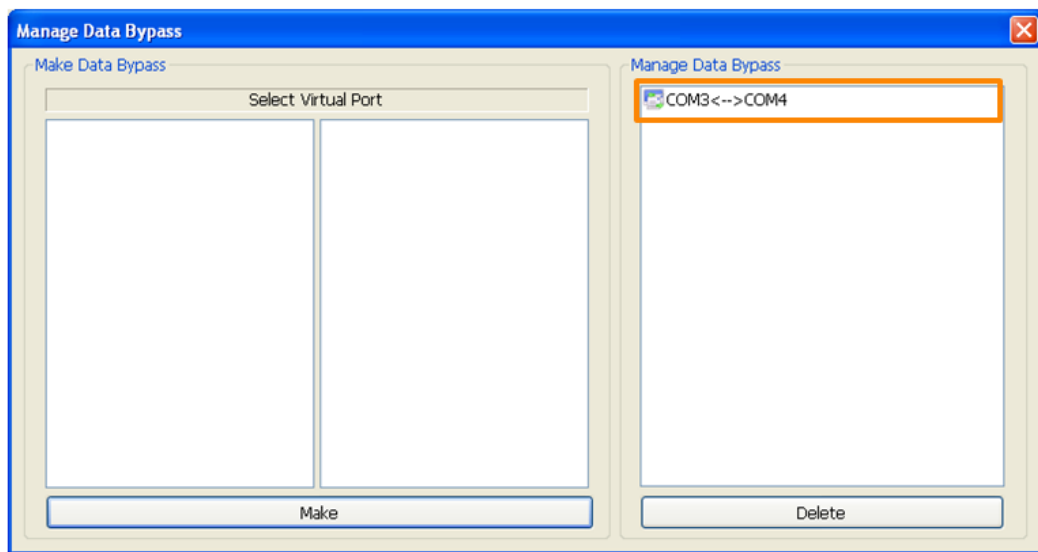 Manage Data Bypass
Make Data Bypass
Select Virtual Port
Make
Manage Data Bypass
COM3<-->COM4
Delete